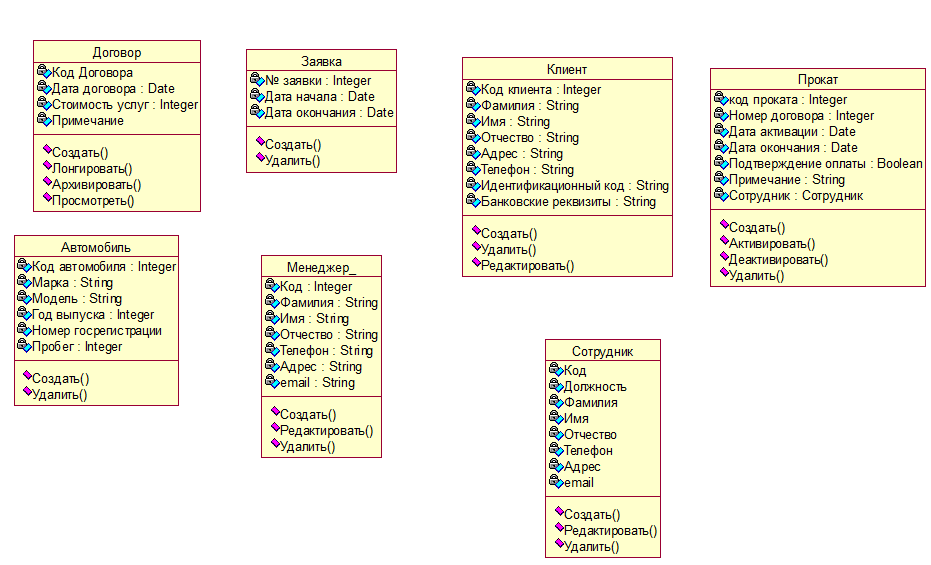 Договор
Код Договора
Дата договора : Date
Стоимость услуг : Integer
Примечание
Создать()
Лонгировать()
Архивировать()
Просмотреть()
Заявка
№ заявки : Integer
Дата начала : Date
Дата окончания : Date
Создать()
Удалить()
Клиент
Код клиента : Integer
Фамилия : String
Имя : String
Отчество : String
Адрес : String
Телефон : String
Идентификационный код : String
Банковские реквизиты : String
Создать()
Удалить()
Редактировать()
Прокат
код проката : Integer
Номер договора : Integer
Дата активации : Date
Дата окончания : Date
Подтверждение оплаты : Boolean
Примечание : String
Сотрудник : Сотрудник
Создать()
Активировать()
Деактивировать()
Удалить()
Автомобиль
Код автомобиля : Integer
Марка : String
Модель : String
Год выпуска : Integer
Номер госрегистрации
Пробег : Integer
Создать()
Удалить()
Менеджер_
Код : Integer
Фамилия : String
Имя : String
Отчество : String
Телефон : String
Адрес : String
email : String
Создать()
Редактировать()
Удалить()
Сотрудник
Код
Должность
Фамилия
Имя
Отчество
Телефон
Адрес
email
Создать()
Редактировать()
Удалить()